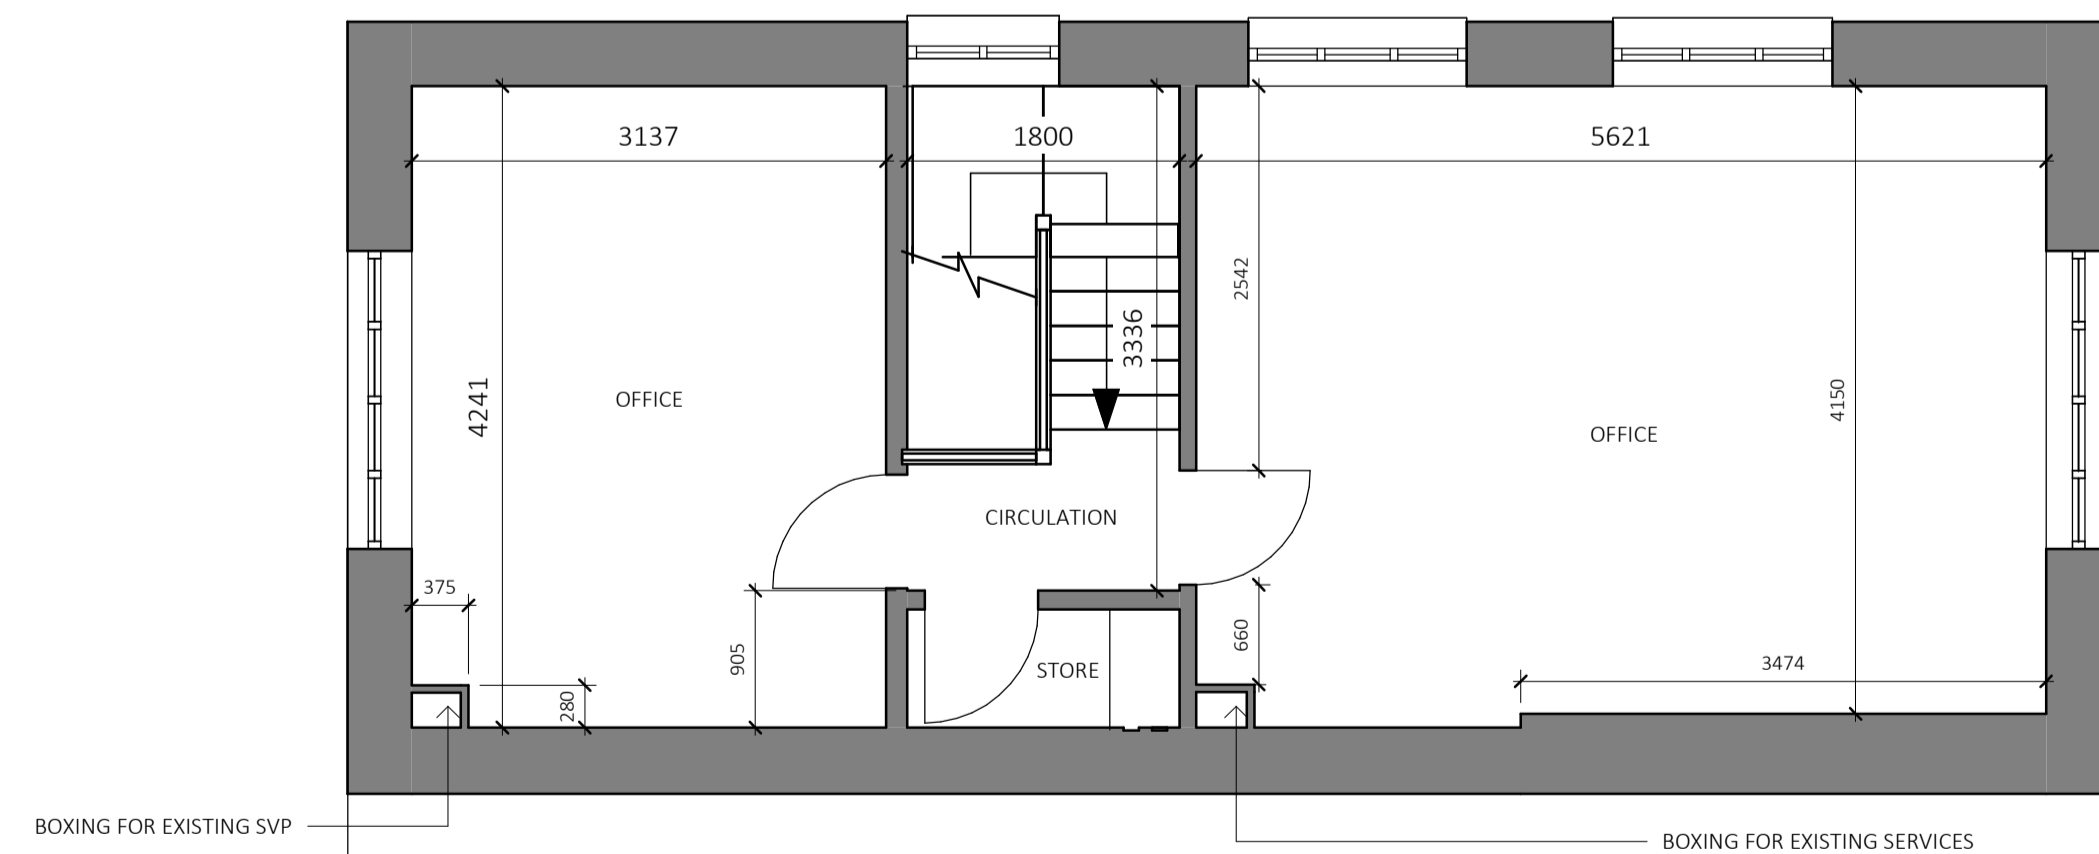 3137
1800
5621
2542
3336
4241
OFFICE
4150
OFFICE
CIRCULATION
375
905
660
STORE
3474
280
BOXING FOR EXISTING SVP
BOXING FOR EXISTING SERVICES